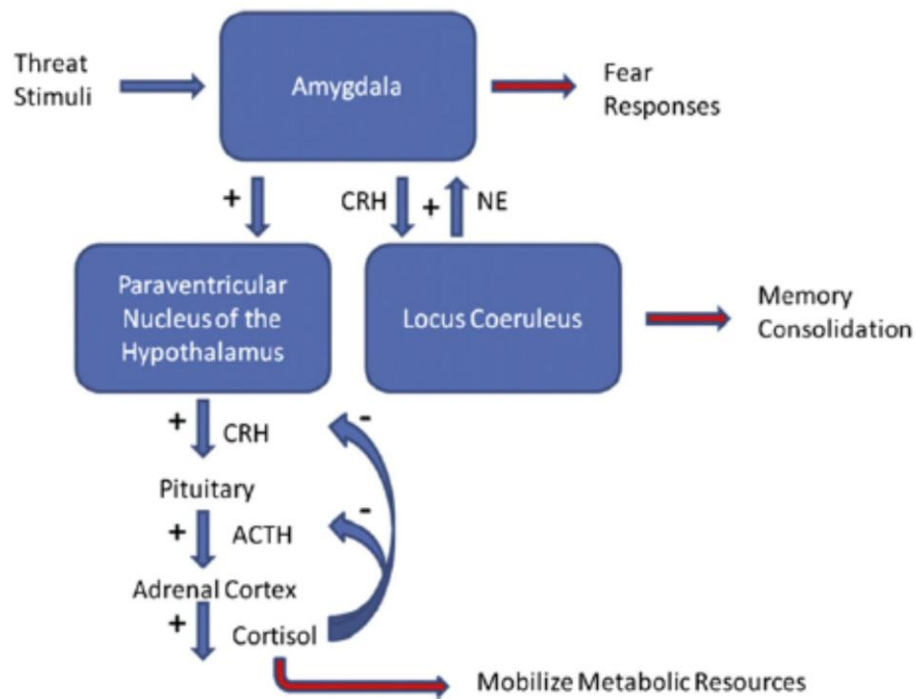 Threat
Stimuli
Amygdala
Fear
Responses
+
CRH
+
NE
Paraventricular
Nucleus of the
Hypothalamus
Locus Coeruleus
Memory
Consolidation
+
CRH
-
Pituitary
+
ACTH
-
Adrenal Cortex
+
Cortisol
Mobilize Metabolic Resources